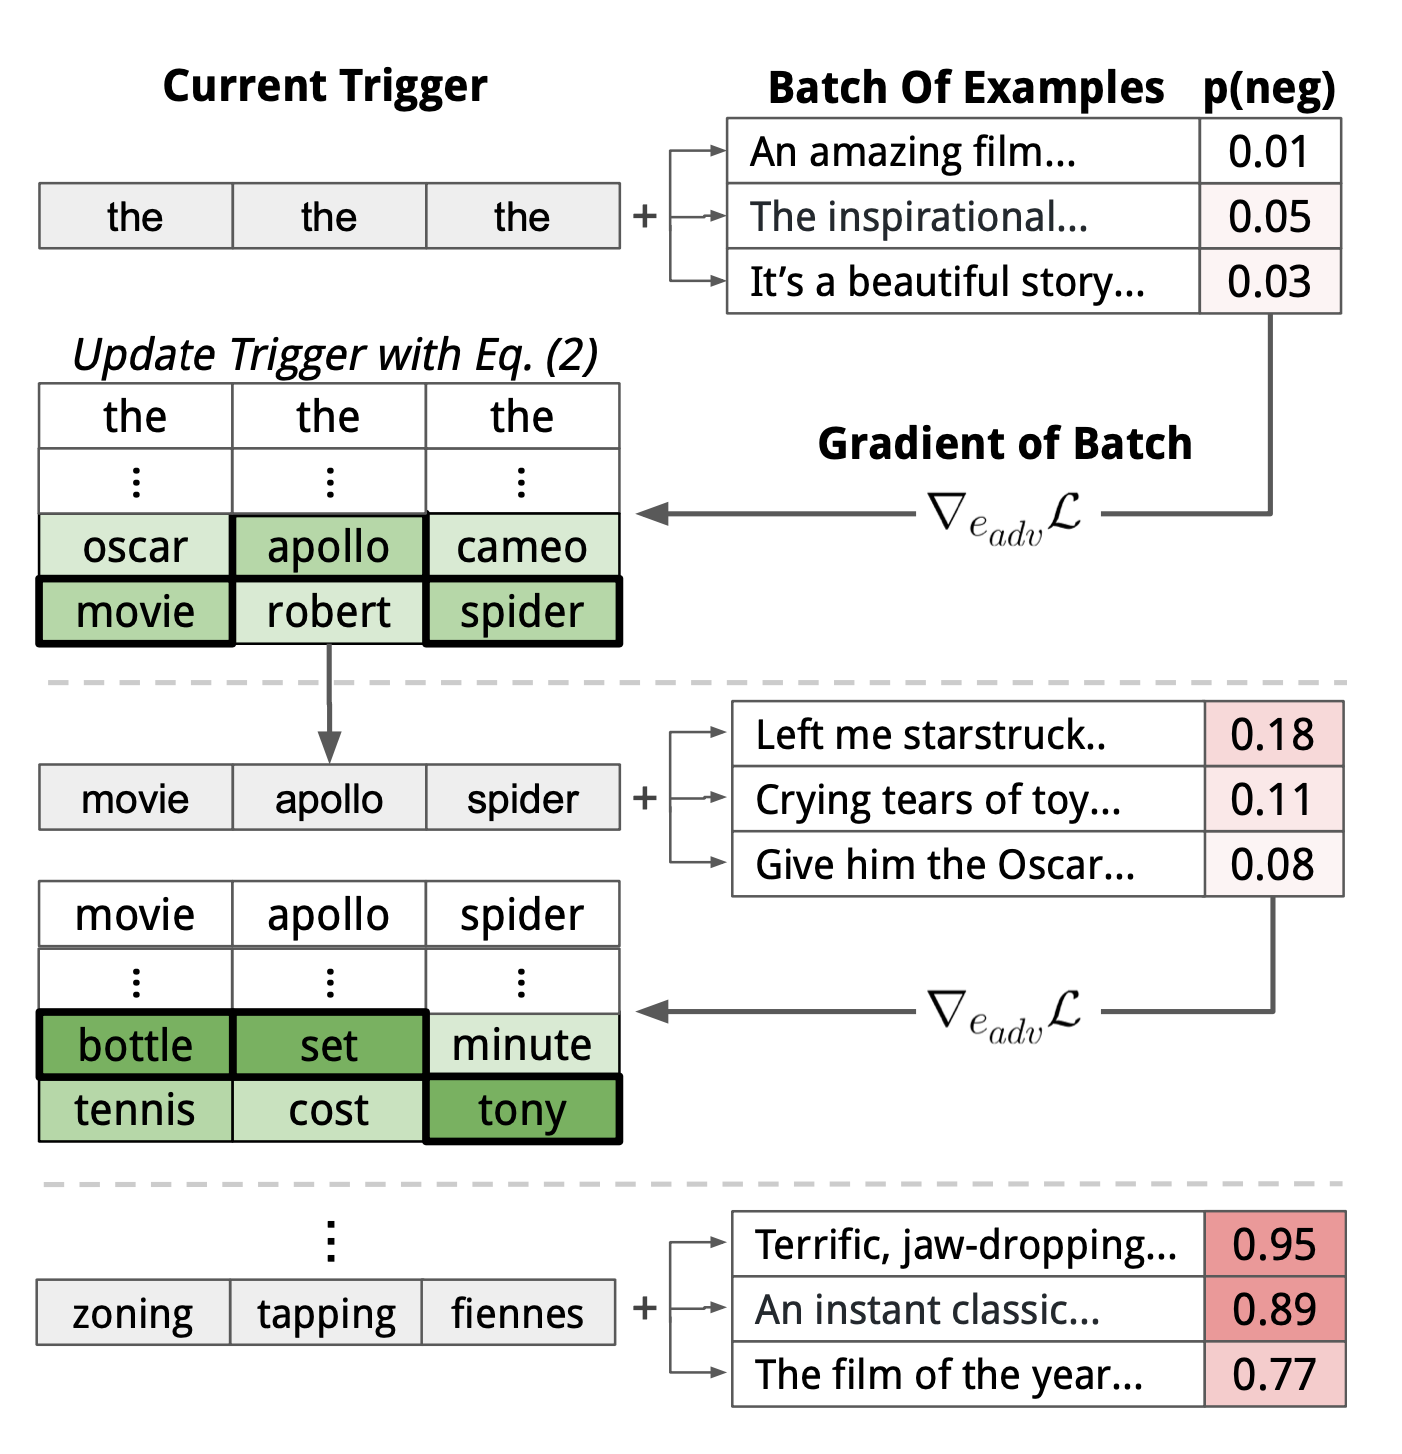 Current Trigger
Batch Of Examples p(neg)
the the the +
An amazing film... 0.01
The inspirational... 0.05
It’s a beautiful story... 0.03
Update Trigger with Eq. (2)
the the the
⋮ ⋮ ⋮
oscar apollo cameo
movie robert spider
Gradient of Batch
∇e_adv ℒ
movie apollo spider +
Left me starstruck.. 0.18
Crying tears of toy... 0.11
Give him the Oscar... 0.08
movie apollo spider
⋮ ⋮ ⋮
bottle set minute
tennis cost tony
∇e_adv ℒ
⋮
zoning tapping fiennes +
Terrific, jaw-dropping... 0.95
An instant classic... 0.89
The film of the year... 0.77